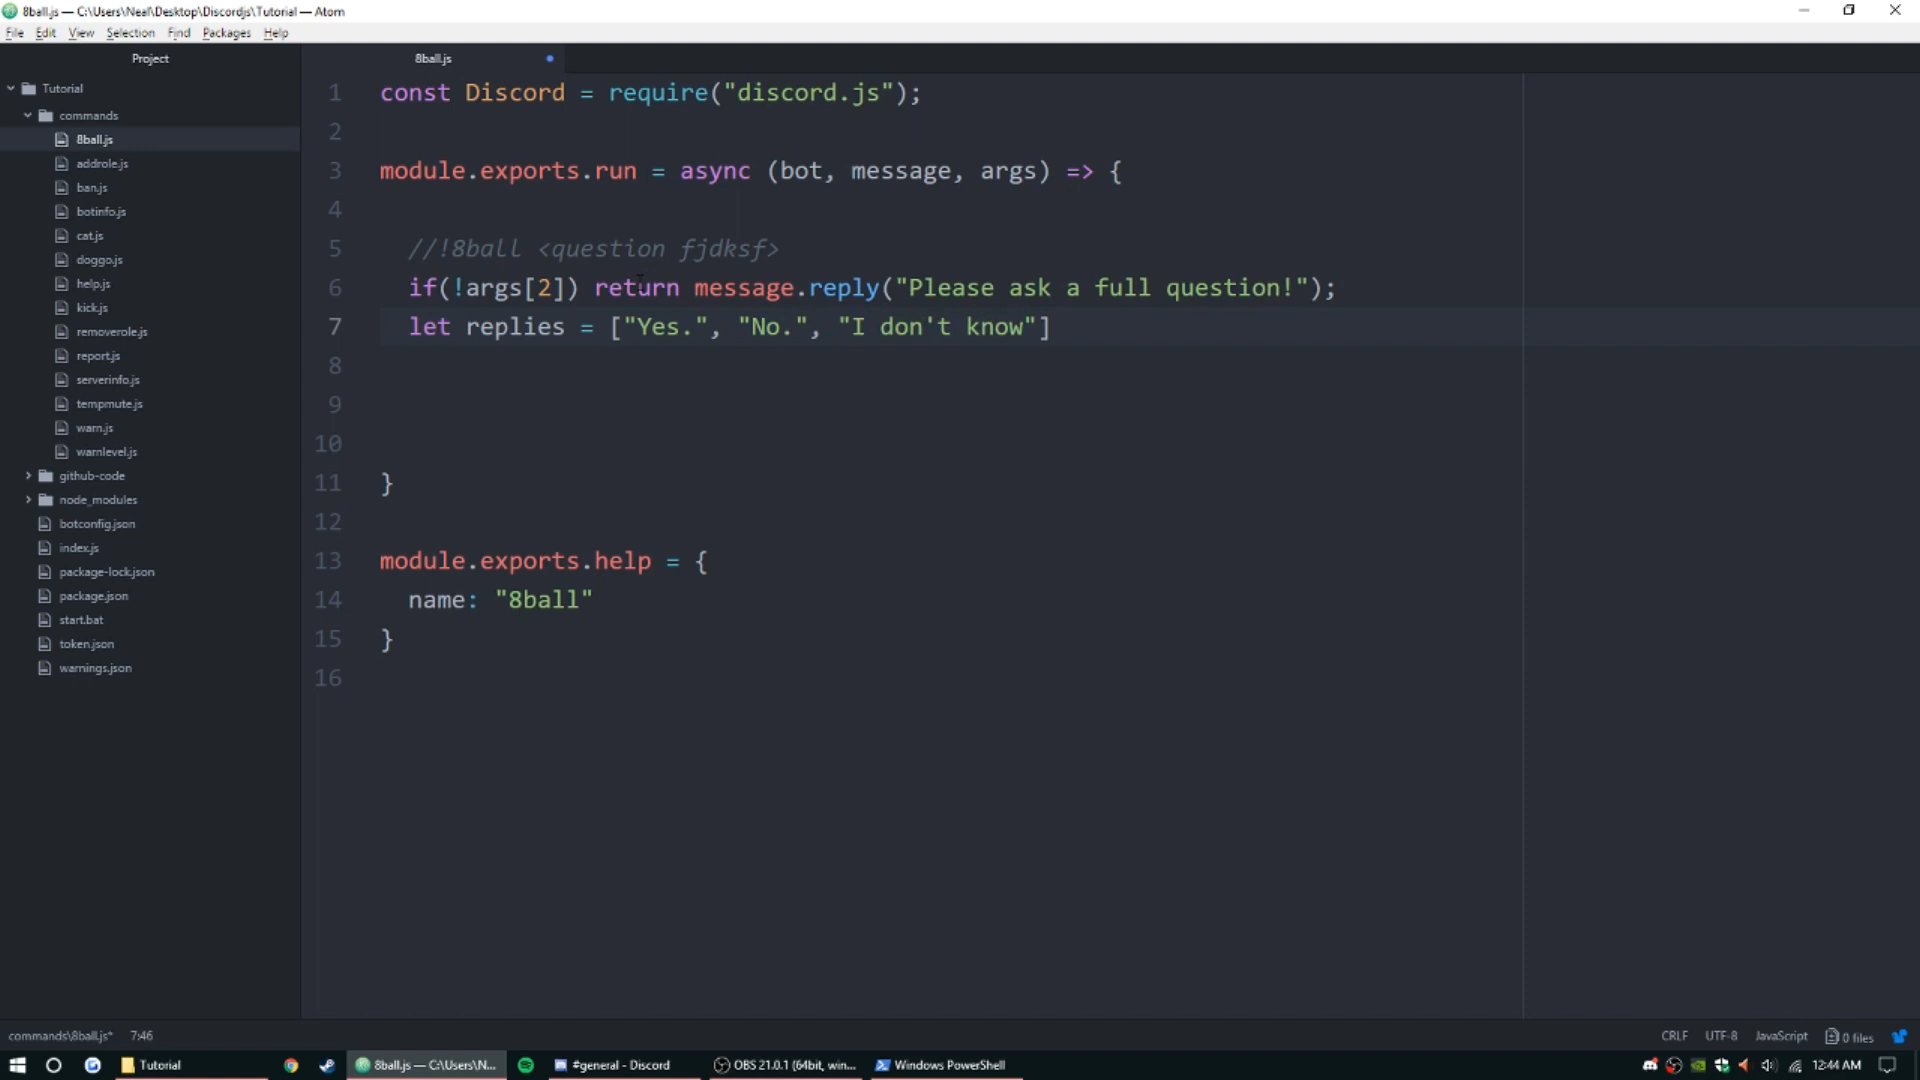 8ball.js — C:\Users\Neal\Desktop\Discordjs\Tutorial — Atom
File Edit View Selection Find Packages Help
Project
8ball.js
Tutorial
commands
8ball.js
addrole.js
ban.js
botinfo.js
cat.js
doggo.js
help.js
kick.js
removerole.js
report.js
serverinfo.js
tempmute.js
warn.js
warnlevel.js
github-code
node_modules
botconfig.json
index.js
package-lock.json
package.json
start.bat
token.json
warnings.json
1 const Discord = require("discord.js");
2
3 module.exports.run = async (bot, message, args) => {
4
5 //!8ball <question fjdksf>
6 if(!args[2]) return message.reply("Please ask a full question!");
7 let replies = ["Yes.", "No.", "I don't know"]
8
9
10
11 }
12
13 module.exports.help = {
14 name: "8ball"
15 }
16
commands\8ball.js* 7:46
CRLF UTF-8 JavaScript 0 files
Tutorial 8ball.js — C:\Users\N... #general - Discord OBS 21.0.1 (64bit, win... Windows PowerShell 12:44 AM